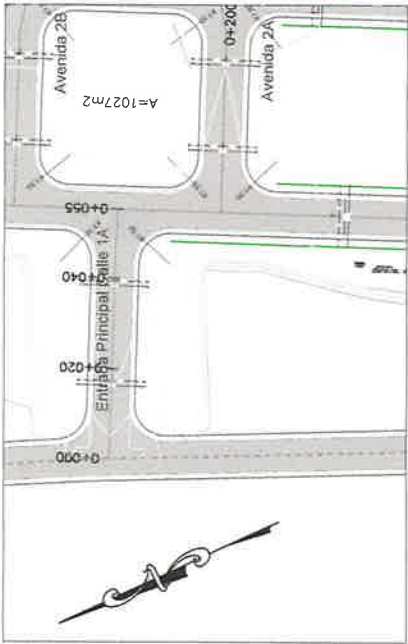 Avenida 2B
0+200
Avenida 2A
A=1027m2
0+055
Entrada Principal Calle 1A
0+040
0+020
0+000
N